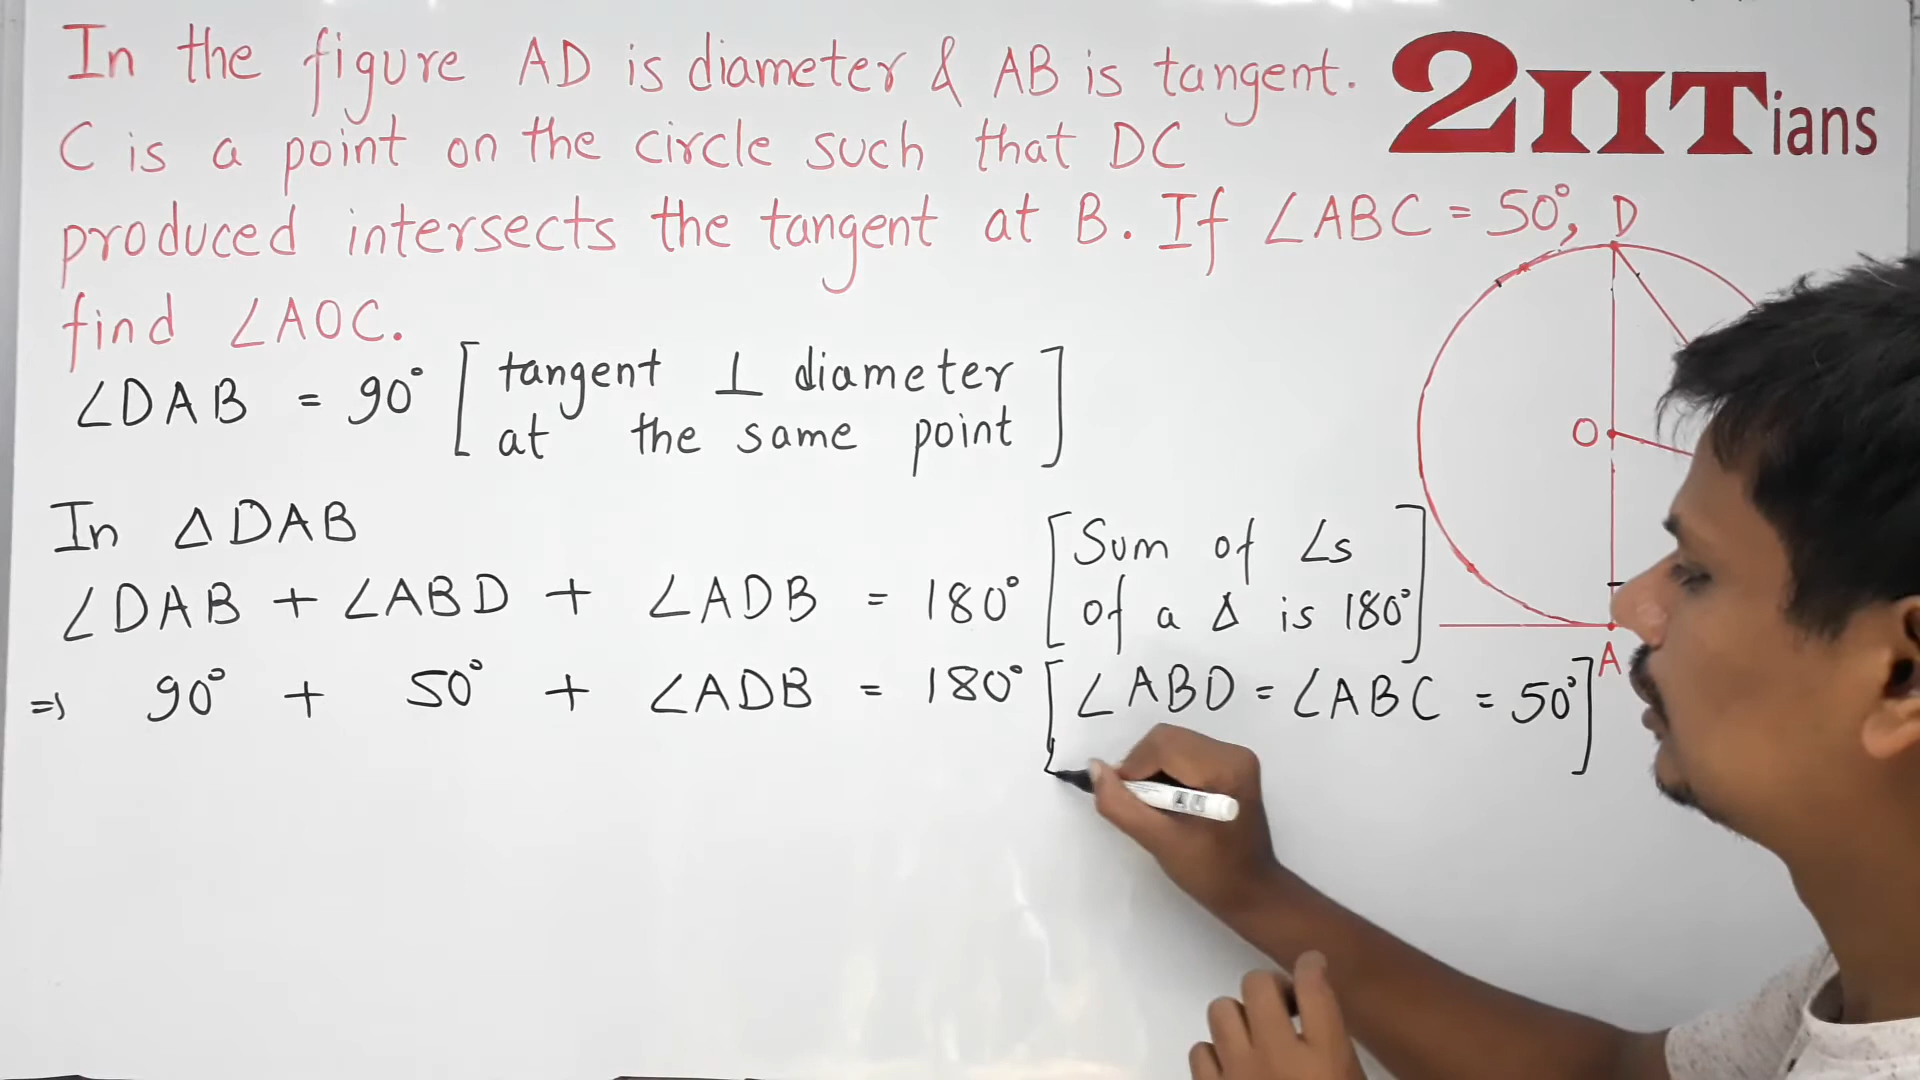 In the figure AD is diameter & AB is tangent.
C is a point on the circle such that DC
produced intersects the tangent at B. If ∠ABC = 50°,
find ∠AOC.
2IITians
D
O
A
∠DAB = 90° [tangent ⊥ diameter
at the same point]
In △DAB
∠DAB + ∠ABD + ∠ADB = 180° [Sum of ∠s
of a △ is 180°]
⇒ 90° + 50° + ∠ADB = 180° [∠ABD = ∠ABC = 50°]